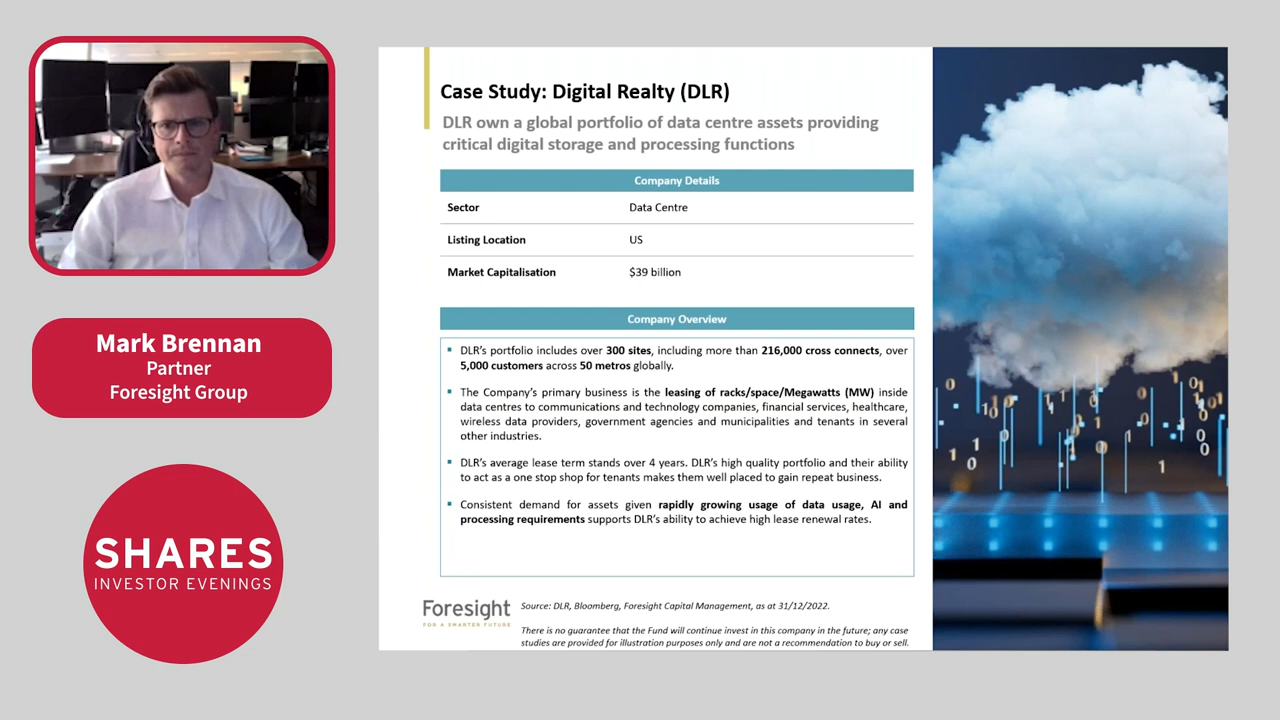 Mark Brennan
Partner
Foresight Group
SHARES
INVESTOR EVENINGS
Case Study: Digital Realty (DLR)
DLR own a global portfolio of data centre assets providing
critical digital storage and processing functions
Company Details
Sector Data Centre
Listing Location US
Market Capitalisation $39 billion
Company Overview
▪ DLR's portfolio includes over 300 sites, including more than 216,000 cross connects, over
5,000 customers across 50 metros globally.
▪ The Company's primary business is the leasing of racks/space/Megawatts (MW) inside
data centres to communications and technology companies, financial services, healthcare,
wireless data providers, government agencies and municipalities and tenants in several
other industries.
▪ DLR's average lease term stands over 4 years. DLR's high quality portfolio and their ability
to act as a one stop shop for tenants makes them well placed to gain repeat business.
▪ Consistent demand for assets given rapidly growing usage of data usage, AI and
processing requirements supports DLR's ability to achieve high lease renewal rates.
Foresight
FOR A SMARTER FUTURE
Source: DLR, Bloomberg, Foresight Capital Management, as at 31/12/2022.
There is no guarantee that the Fund will continue invest in this company in the future; any case
studies are provided for illustration purposes only and are not a recommendation to buy or sell.